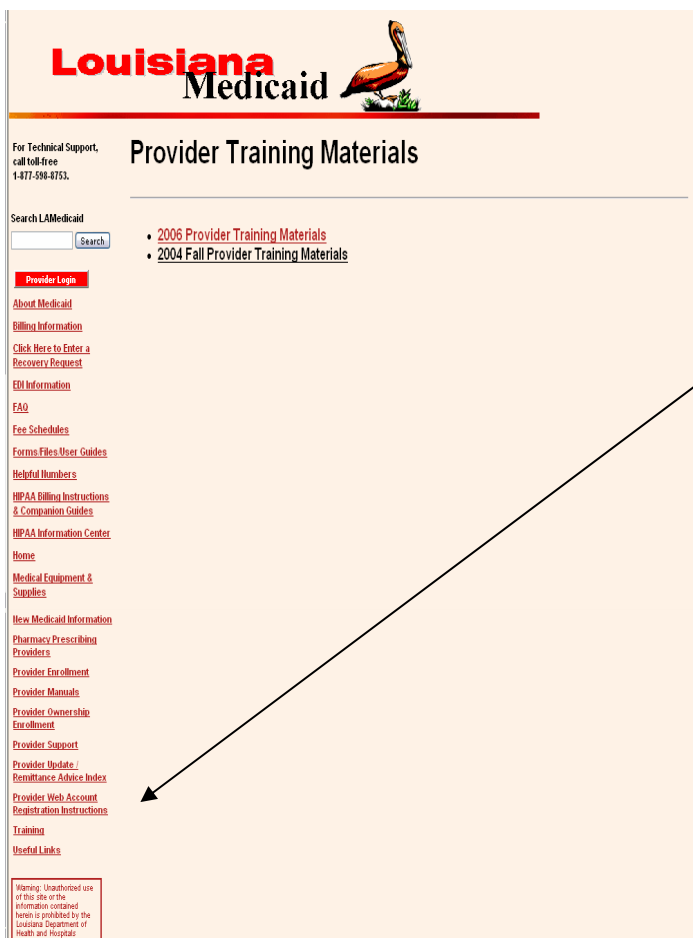 Louisiana
Medicaid
For Technical Support,
call toll-free
1-877-598-8753.
Search LAMedicaid
Search
Provider Login
About Medicaid
Billing Information
Click Here to Enter a
Recovery Request
EDI Information
FAQ
Fee Schedules
Forms/Files/User Guides
Helpful Numbers
HIPAA Billing Instructions
& Companion Guides
HIPAA Information Center
Home
Medical Equipment &
Supplies
New Medicaid Information
Pharmacy Prescribing
Providers
Provider Enrollment
Provider Manuals
Provider Ownership
Enrollment
Provider Support
Provider Update /
Remittance Advice Index
Provider Web Account
Registration Instructions
Training
Useful Links
Warning: Unauthorized use
of this site or the
information contained
herein is prohibited by the
Louisiana Department of
Health and Hospitals
Provider Training Materials
• 2006 Provider Training Materials
• 2004 Fall Provider Training Materials